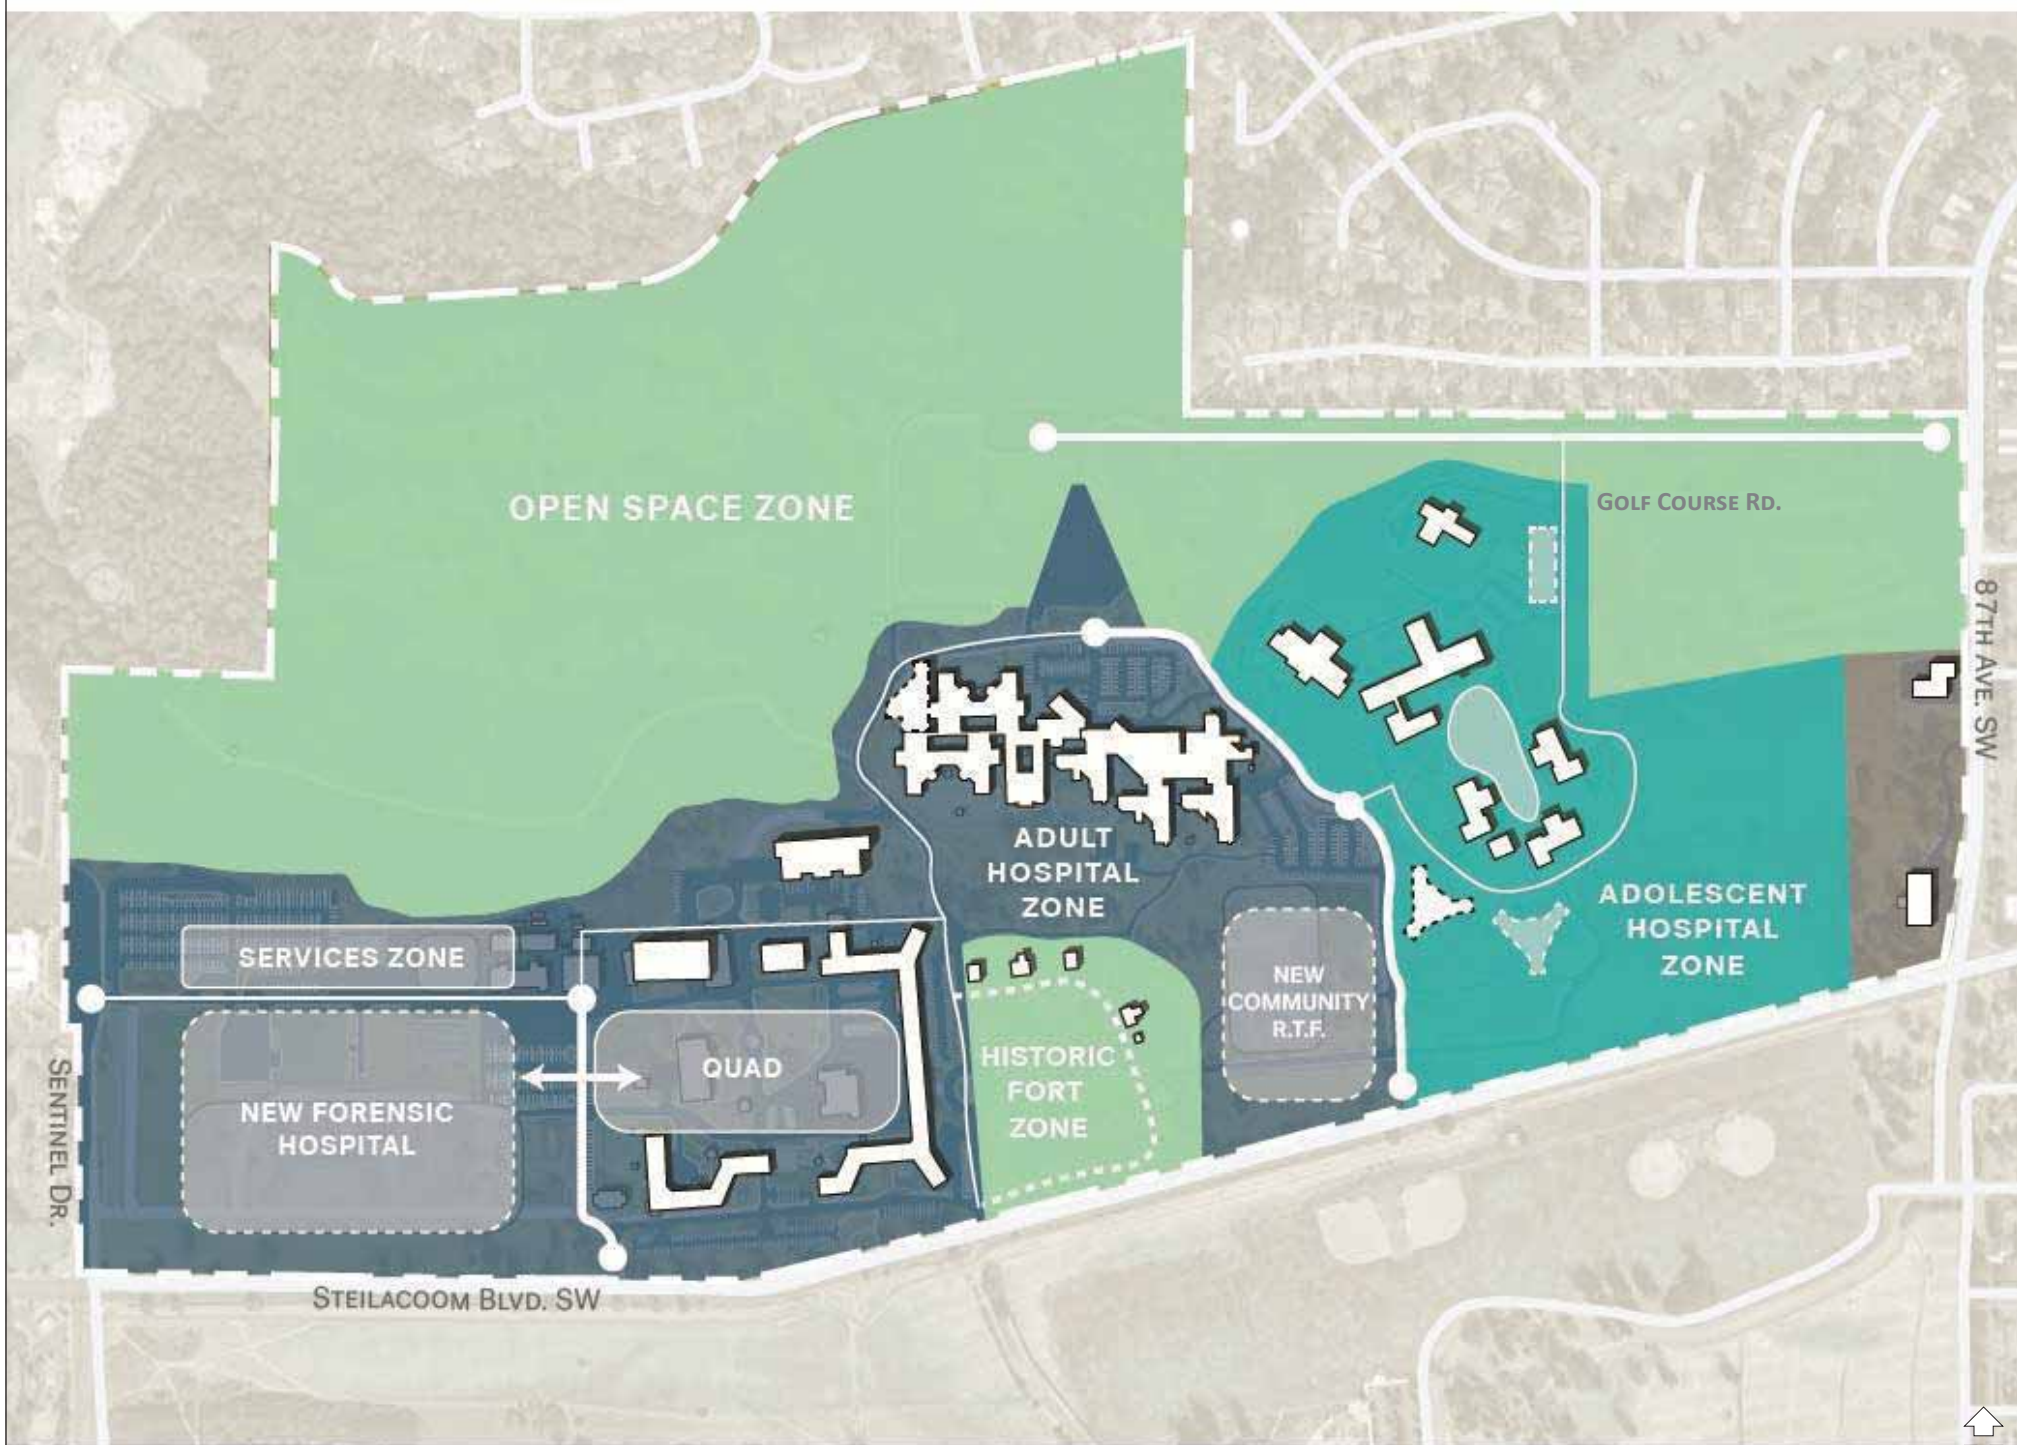 OPEN SPACE ZONE
GOLF COURSE RD.
87TH AVE. SW
ADULT
HOSPITAL
ZONE
ADOLESCENT
HOSPITAL
ZONE
SERVICES ZONE
NEW
COMMUNITY
R.T.F.
QUAD
HISTORIC
FORT
ZONE
NEW FORENSIC
HOSPITAL
SENTINEL DR.
STEILACOOM BLVD. SW